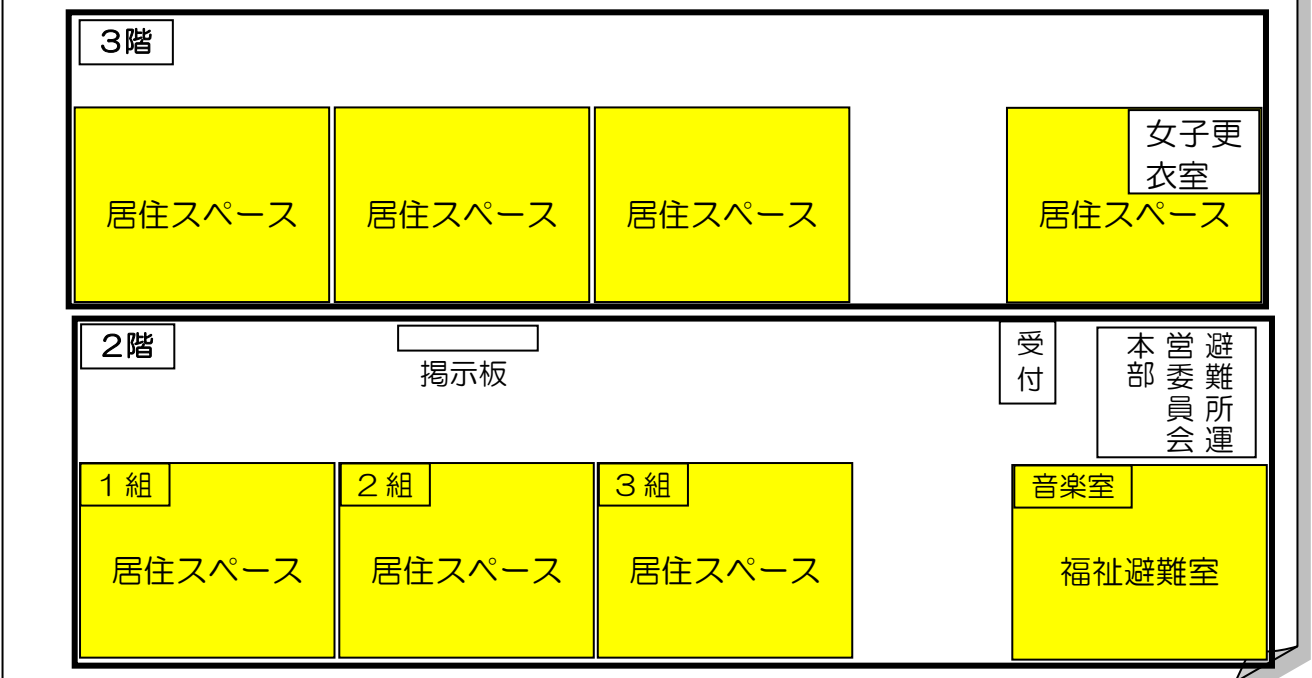 3階
女子更
衣室
居住スペース
居住スペース
居住スペース
居住スペース
2階
掲示板
受付
避難所運
営委員会
本部
1組
2組
3組
音楽室
居住スペース
居住スペース
居住スペース
福祉避難室